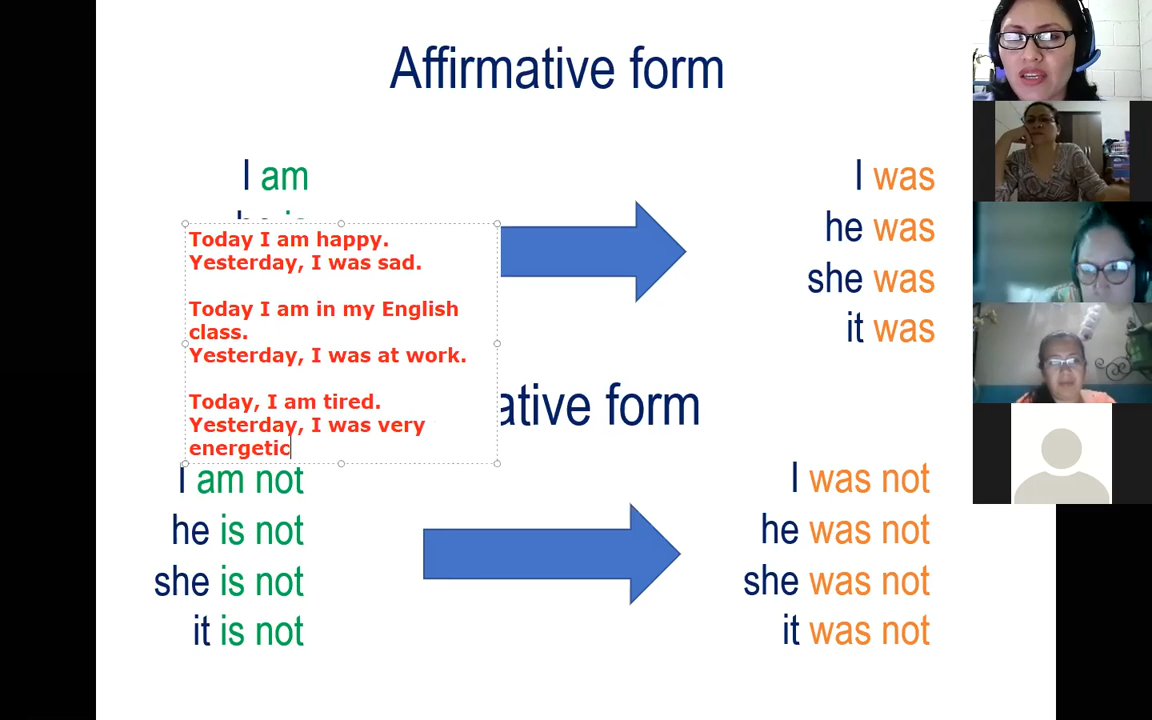 Affirmative form
I am
I was
he is
he was
she was
it was
Today I am happy.
Yesterday, I was sad.
Today I am in my English
class.
Yesterday, I was at work.
Today, I am tired.
Yesterday, I was very
energetic
ative form
I am not
I was not
he is not
he was not
she is not
she was not
it is not
it was not